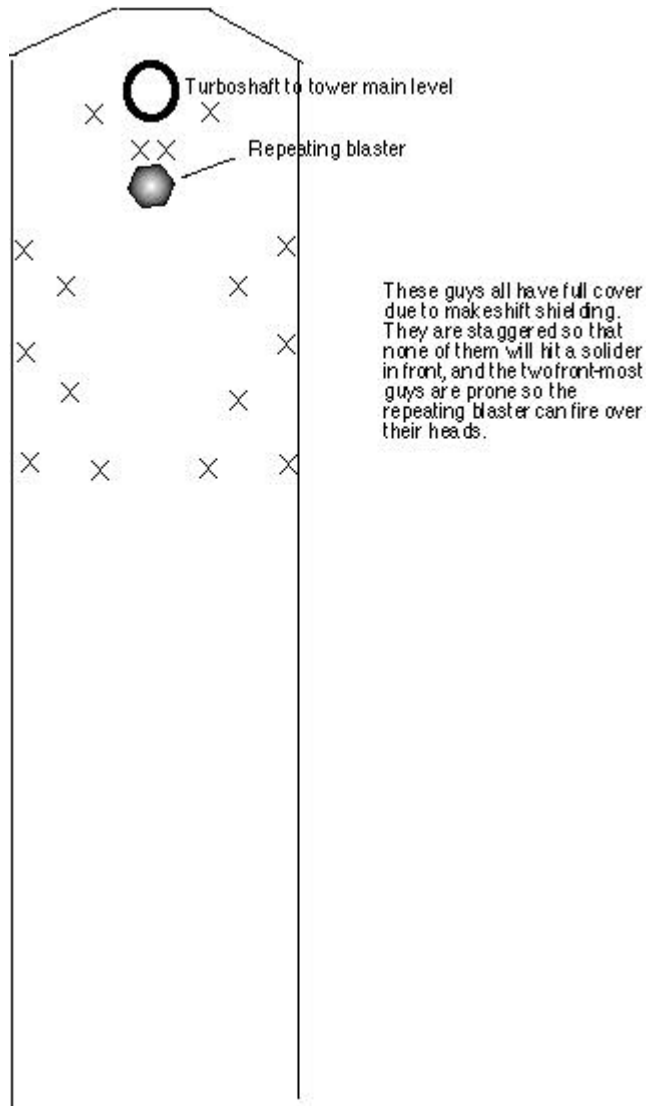 Turboshaft to tower main level
Repeating blaster
These guys all have full cover
due to makeshift shielding.
They are staggered so that
none of them will hit a solider
in front, and the two front-most
guys are prone so the
repeating blaster can fire over
their heads.